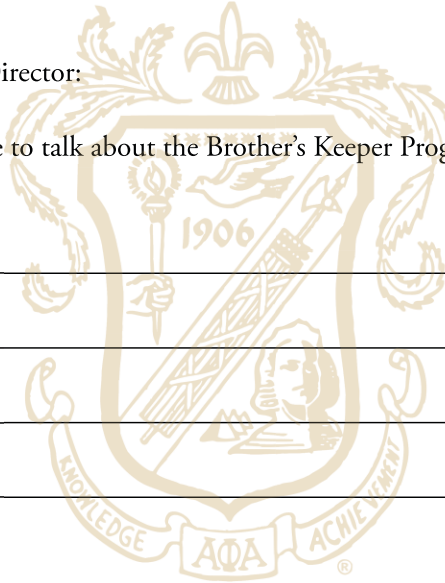 irector:
e to talk about the Brother’s Keeper Prog
1906
KNOWLEDGE
ΑΦΑ
ACHIEVEMENT
®